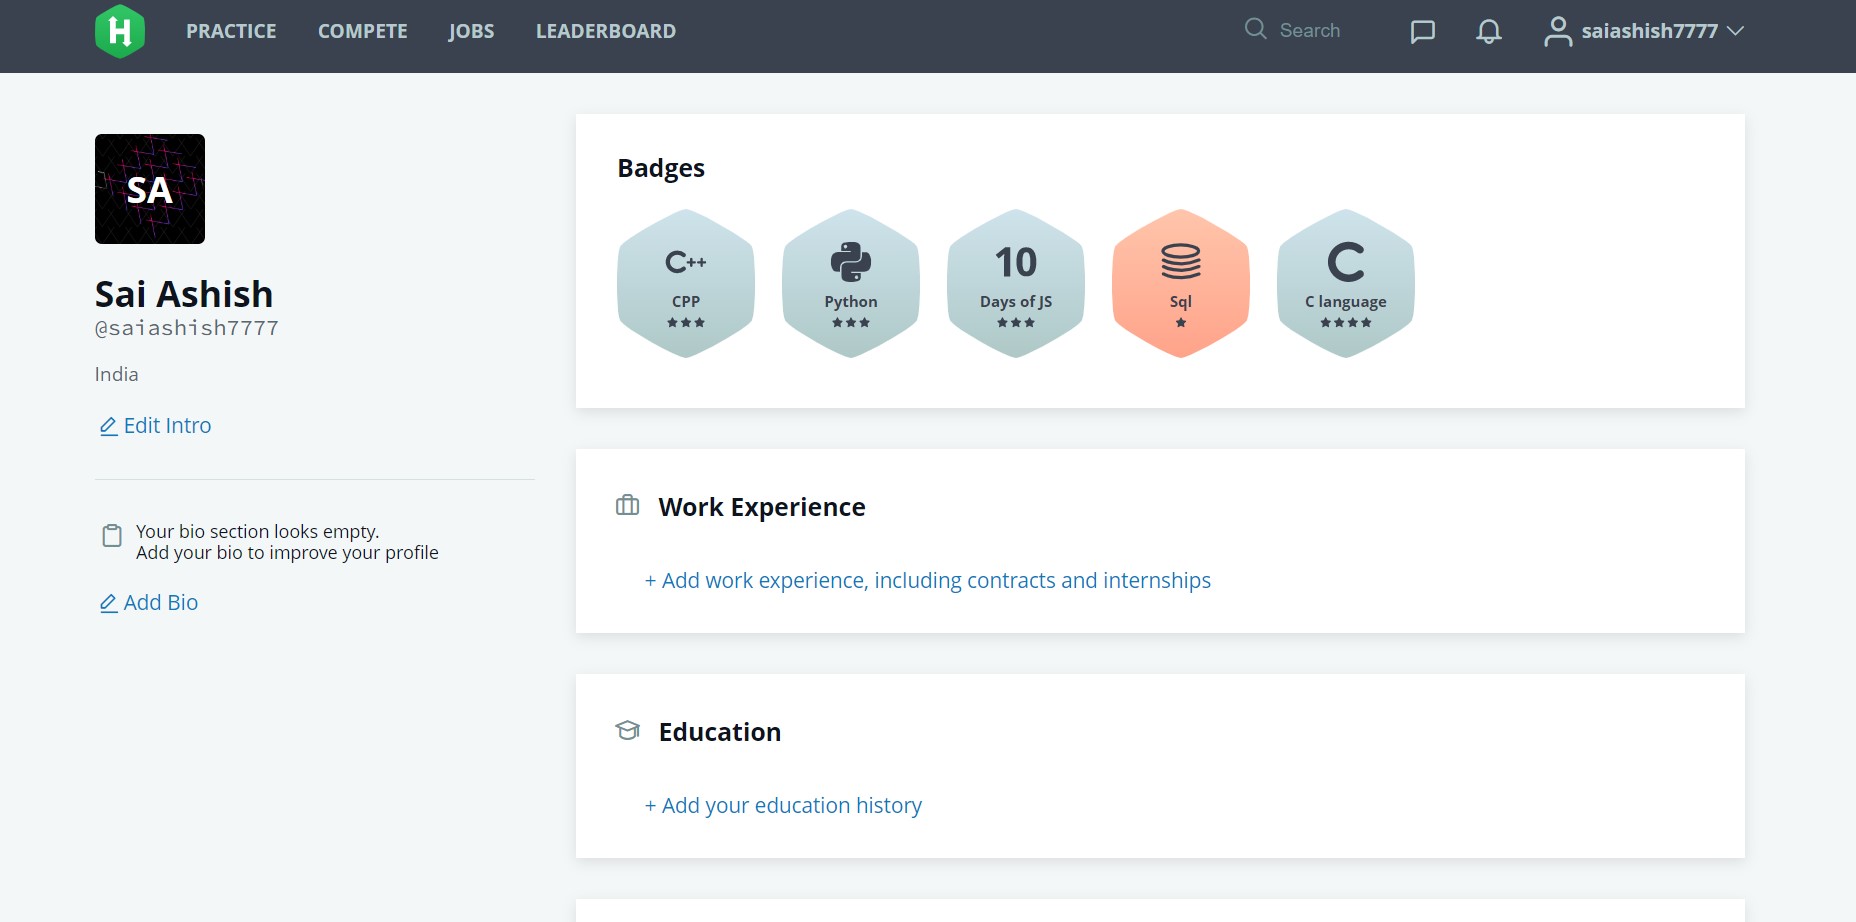 H PRACTICE COMPETE JOBS LEADERBOARD Search saiashish7777
SA
Sai Ashish
@saiashish7777
India
Edit Intro
Your bio section looks empty.
Add your bio to improve your profile
Add Bio
Badges
C++
CPP
Python
10
Days of JS
Sql
C
C language
Work Experience
+ Add work experience, including contracts and internships
Education
+ Add your education history